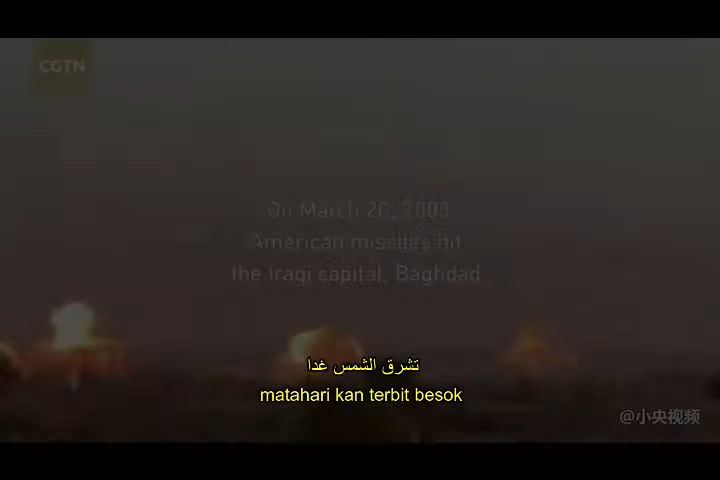 CGTN
On March 20, 2003
American missiles hit
the Iraqi capital, Baghdad
تشرق الشمس غدا
matahari kan terbit besok
@小央视频